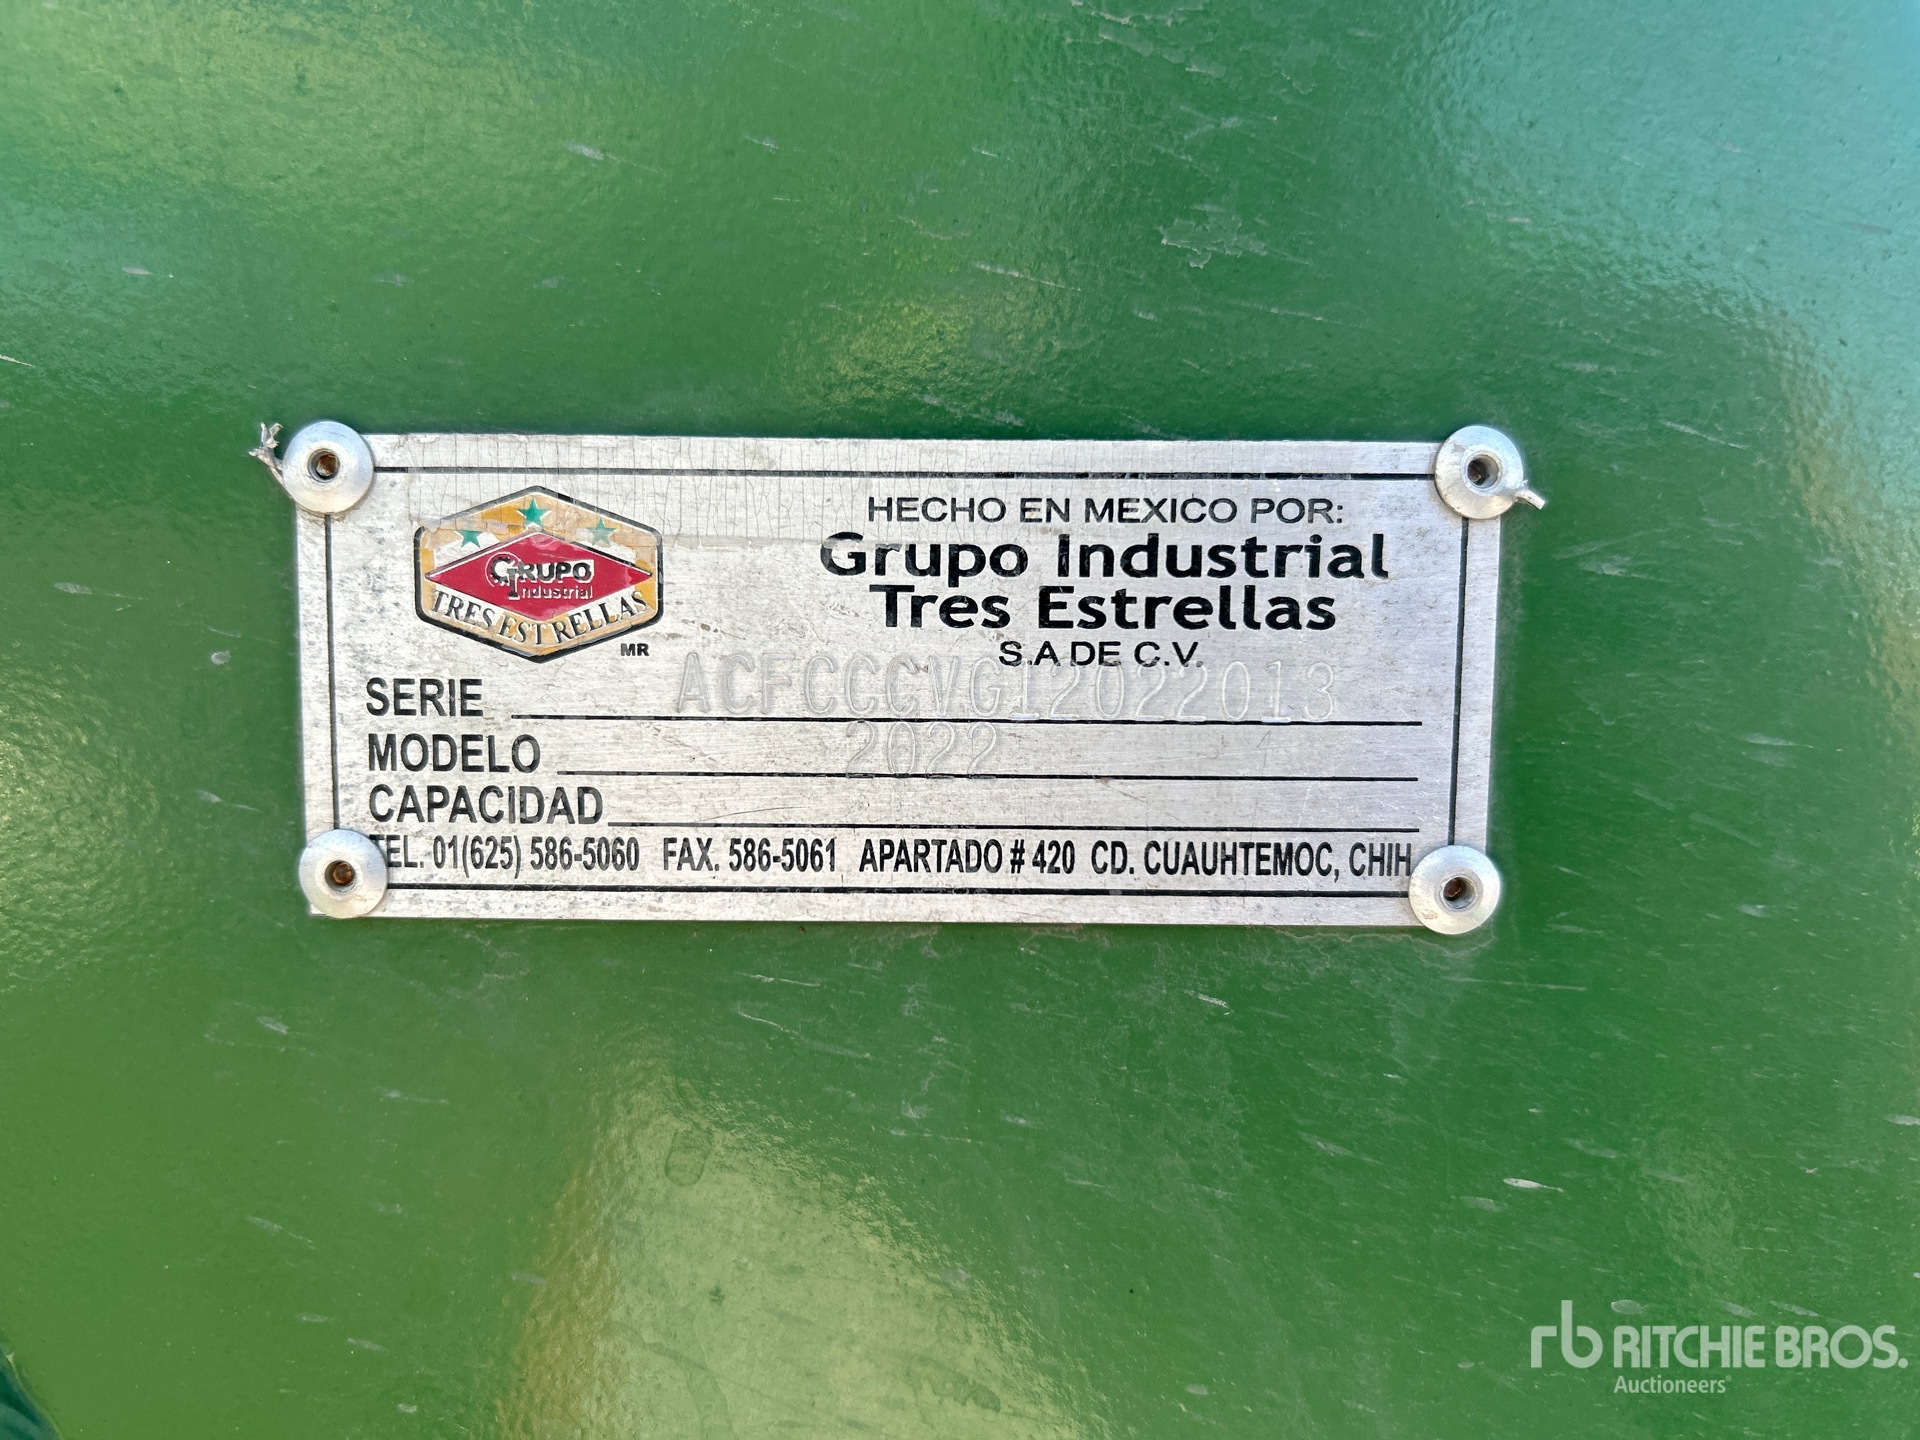 HECHO EN MEXICO POR:
Grupo Industrial
Tres Estrellas
S.A DE C.V.
GRUPO
Industrial
TRES ESTRELLAS
MR
SERIE ACFCCCVG12022013
MODELO 2022
CAPACIDAD
TEL. 01(625) 586-5060 FAX. 586-5061 APARTADO # 420 CD. CUAUHTEMOC, CHIH
rb RITCHIE BROS.
Auctioneers